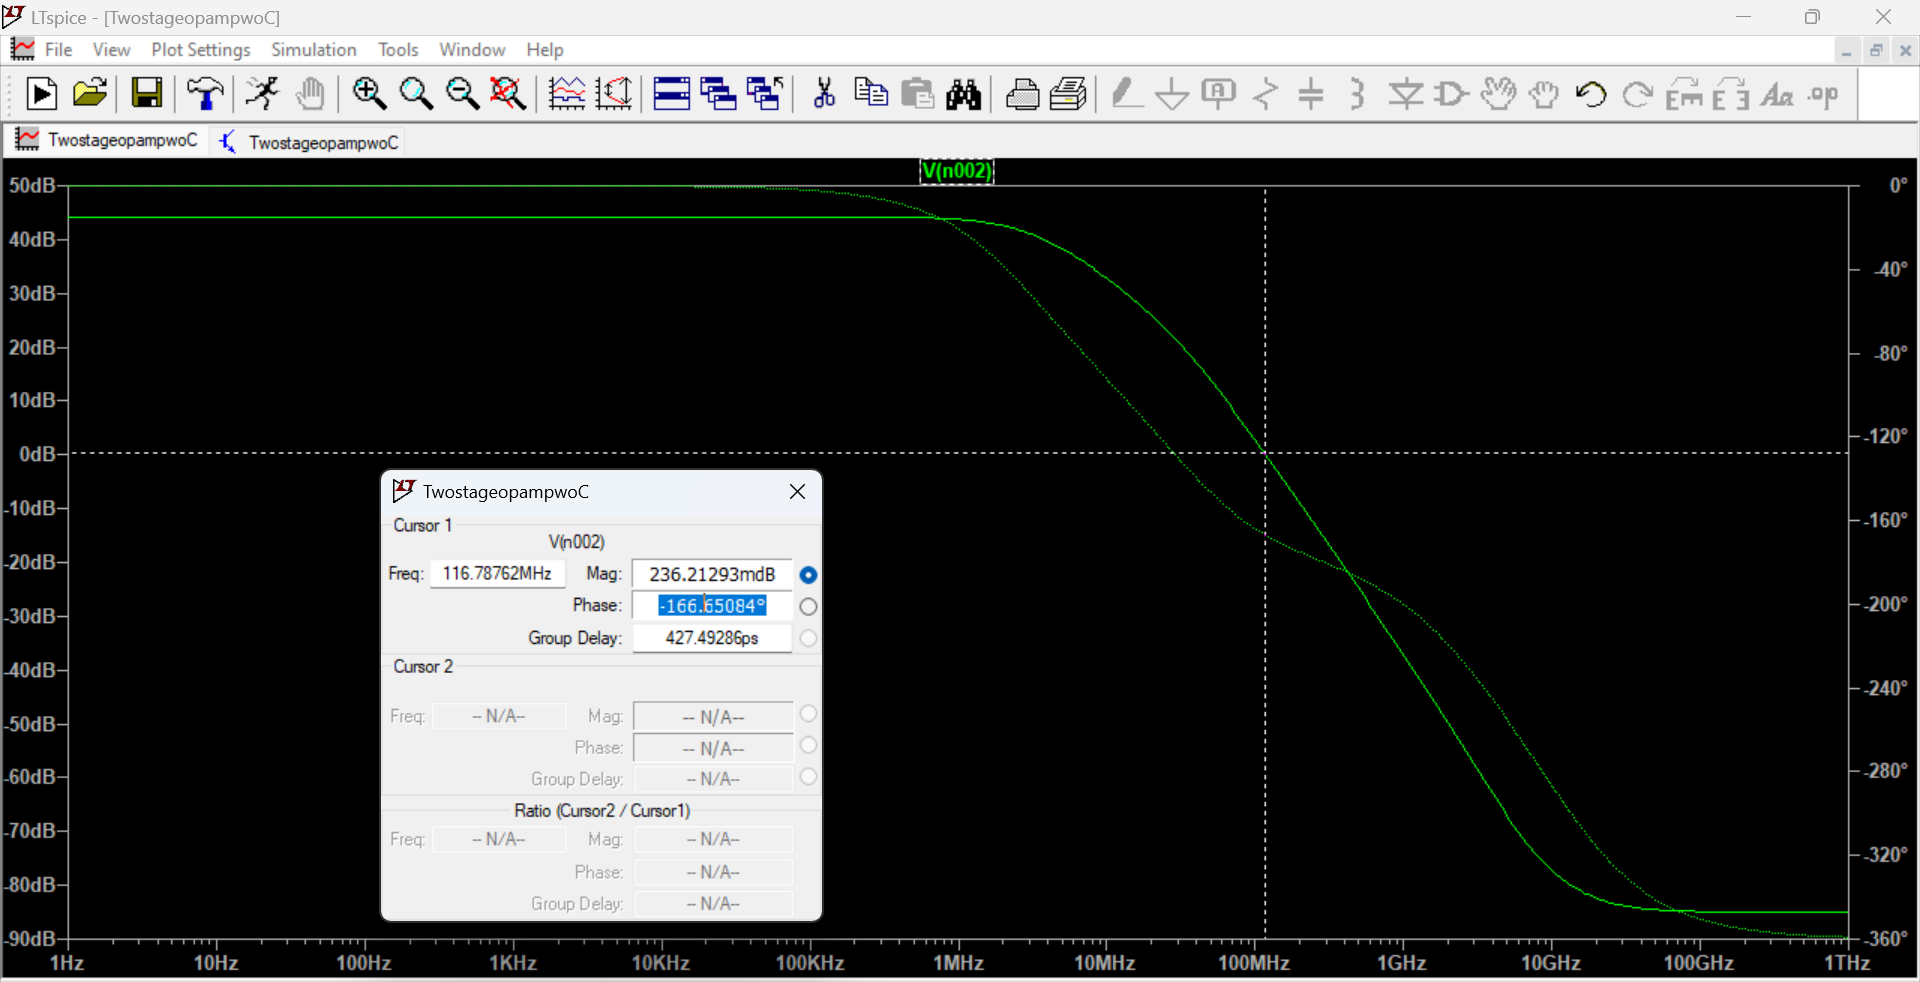 LTspice - [TwostageopampwoC]
File View Plot Settings Simulation Tools Window Help
TwostageopampwoC TwostageopampwoC
V(n002)
50dB
40dB
30dB
20dB
10dB
0dB
-10dB
-20dB
-30dB
-40dB
-50dB
-60dB
-70dB
-80dB
-90dB
0°
-40°
-80°
-120°
-160°
-200°
-240°
-280°
-320°
-360°
1Hz 10Hz 100Hz 1KHz 10KHz 100KHz 1MHz 10MHz 100MHz 1GHz 10GHz 100GHz 1THz
TwostageopampwoC
Cursor 1
V(n002)
Freq: 116.78762MHz Mag: 236.21293mdB
Phase: -166.65084°
Group Delay: 427.49286ps
Cursor 2
Freq: -- N/A-- Mag: -- N/A--
Phase: -- N/A--
Group Delay: -- N/A--
Ratio (Cursor2 / Cursor1)
Freq: -- N/A-- Mag: -- N/A--
Phase: -- N/A--
Group Delay: -- N/A--